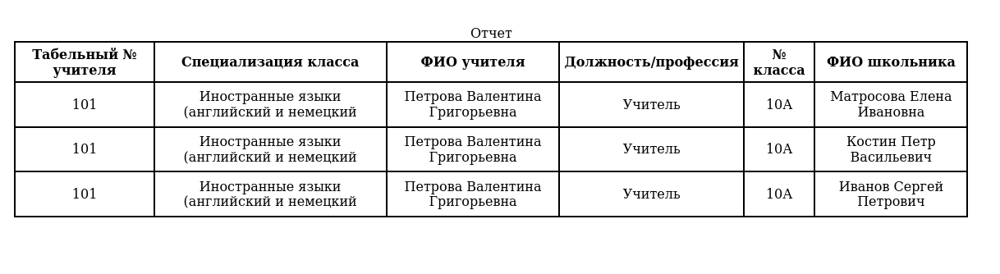 Отчет
Табельный №
учителя
Специализация класса
ФИО учителя
Должность/профессия
№
класса
ФИО школьника
101
Иностранные языки
(английский и немецкий
Петрова Валентина
Григорьевна
Учитель
10А
Матросова Елена
Ивановна
101
Иностранные языки
(английский и немецкий
Петрова Валентина
Григорьевна
Учитель
10А
Костин Петр
Васильевич
101
Иностранные языки
(английский и немецкий
Петрова Валентина
Григорьевна
Учитель
10А
Иванов Сергей
Петрович